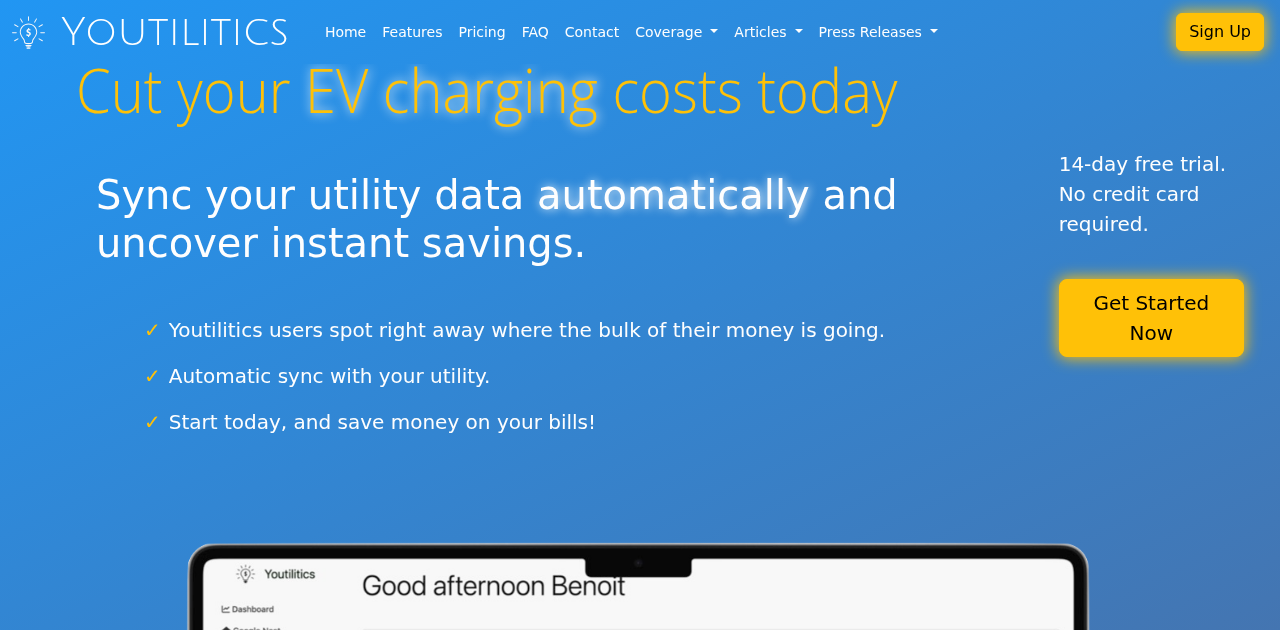 YOUTILITICS
Home Features Pricing FAQ Contact Coverage Articles Press Releases
Sign Up
Cut your EV charging costs today
Sync your utility data automatically and
uncover instant savings.
✓ Youtilitics users spot right away where the bulk of their money is going.
✓ Automatic sync with your utility.
✓ Start today, and save money on your bills!
14-day free trial.
No credit card
required.
Get Started
Now
Youtilitics
Good afternoon Benoit
Dashboard